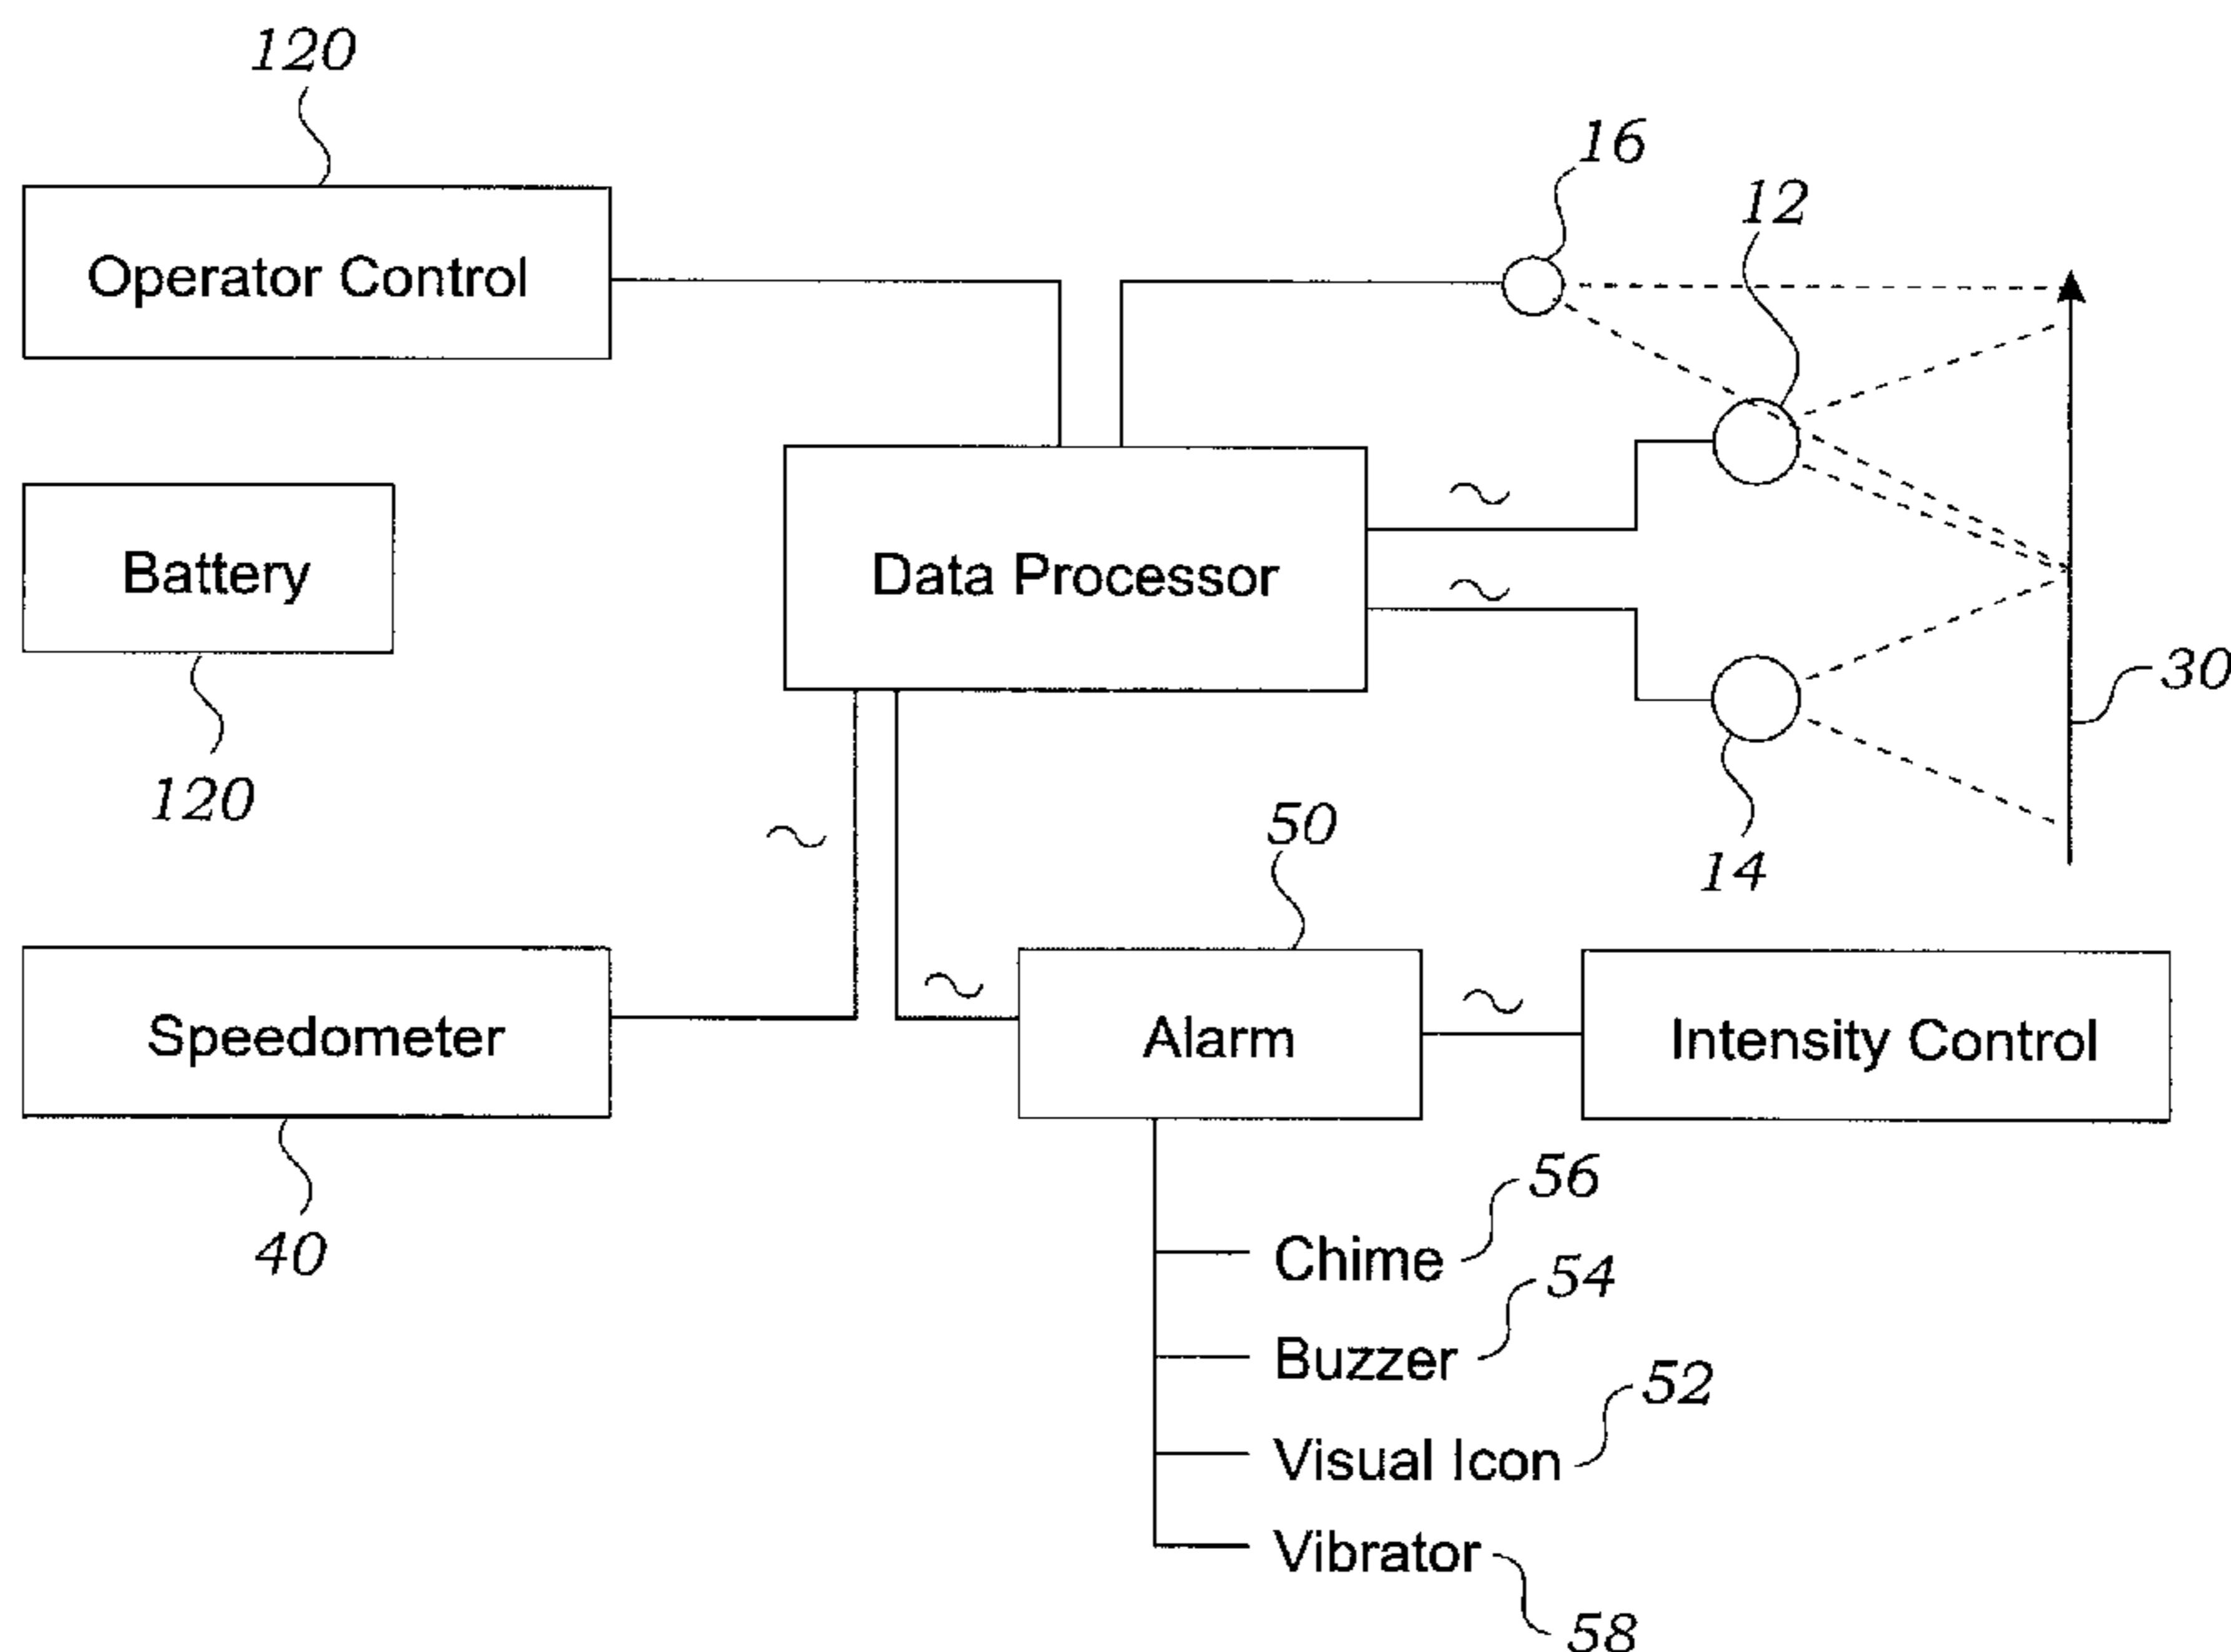 120
16
12
Operator Control
Battery
Data Processor
30
120
50
14
Speedometer
Alarm
Intensity Control
40
Chime 56
Buzzer 54
Visual Icon 52
Vibrator 58